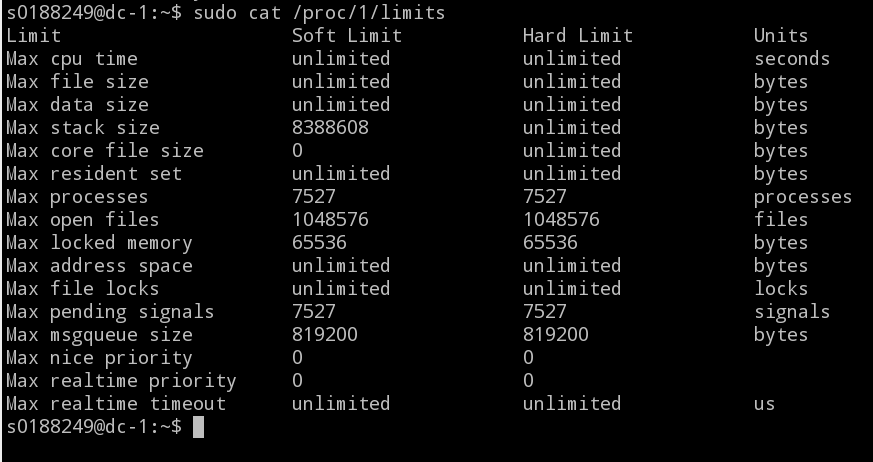 s0188249@dc-1:~$ sudo cat /proc/1/limits
Limit                     Soft Limit           Hard Limit           Units
Max cpu time              unlimited            unlimited            seconds
Max file size             unlimited            unlimited            bytes
Max data size             unlimited            unlimited            bytes
Max stack size            8388608              unlimited            bytes
Max core file size        0                    unlimited            bytes
Max resident set          unlimited            unlimited            bytes
Max processes             7527                 7527                 processes
Max open files            1048576              1048576              files
Max locked memory         65536                65536                bytes
Max address space         unlimited            unlimited            bytes
Max file locks            unlimited            unlimited            locks
Max pending signals       7527                 7527                 signals
Max msgqueue size         819200               819200               bytes
Max nice priority         0                    0
Max realtime priority     0                    0
Max realtime timeout      unlimited            unlimited            us
s0188249@dc-1:~$